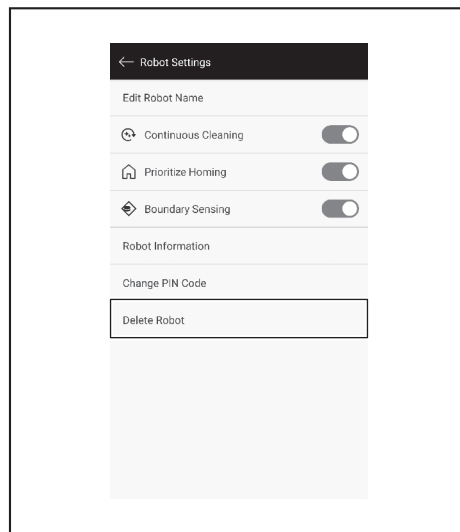 Robot Settings
Edit Robot Name
Continuous Cleaning
Prioritize Homing
Boundary Sensing
Robot Information
Change PIN Code
Delete Robot